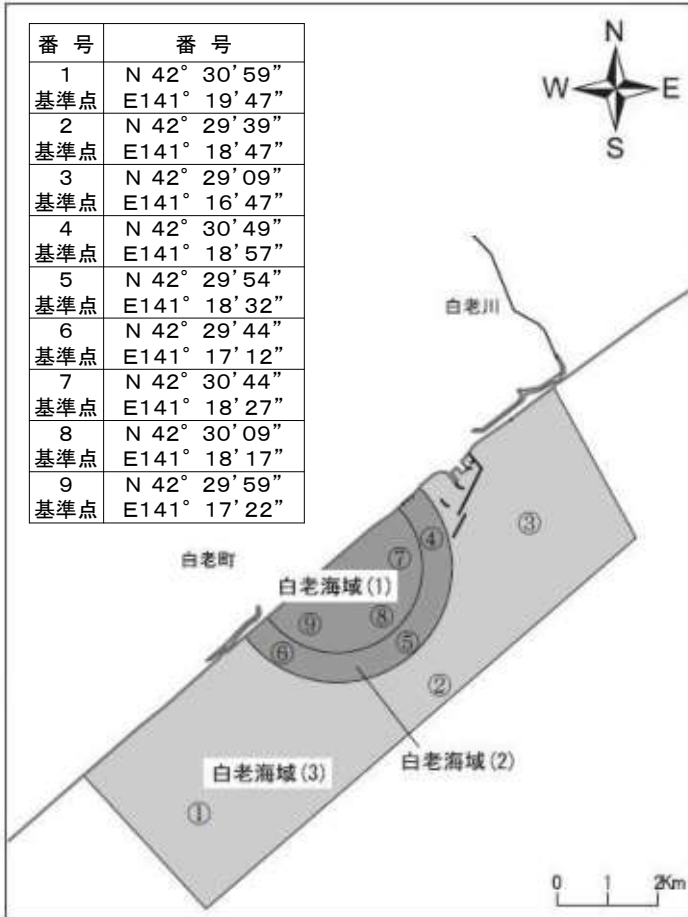 番 号 番 号
1 N 42° 30’59”
基準点 E141° 19’47”
2 N 42° 29’39”
基準点 E141° 18’47”
3 N 42° 29’09”
基準点 E141° 16’47”
4 N 42° 30’49”
基準点 E141° 18’57”
5 N 42° 29’54”
基準点 E141° 18’32”
6 N 42° 29’44”
基準点 E141° 17’12”
7 N 42° 30’44”
基準点 E141° 18’27”
8 N 42° 30’09”
基準点 E141° 18’17”
9 N 42° 29’59”
基準点 E141° 17’22”
N
W E
S
白老川
③
④
白老町
⑦
白老海域(1)
⑧
⑨
⑤
⑥
②
白老海域(2)
白老海域(3)
①
0 1 2Km